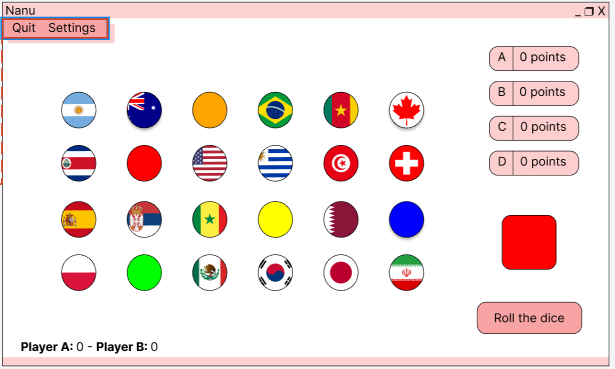 Nanu
Quit Settings
A 0 points
B 0 points
C 0 points
D 0 points
Roll the dice
Player A: 0 - Player B: 0